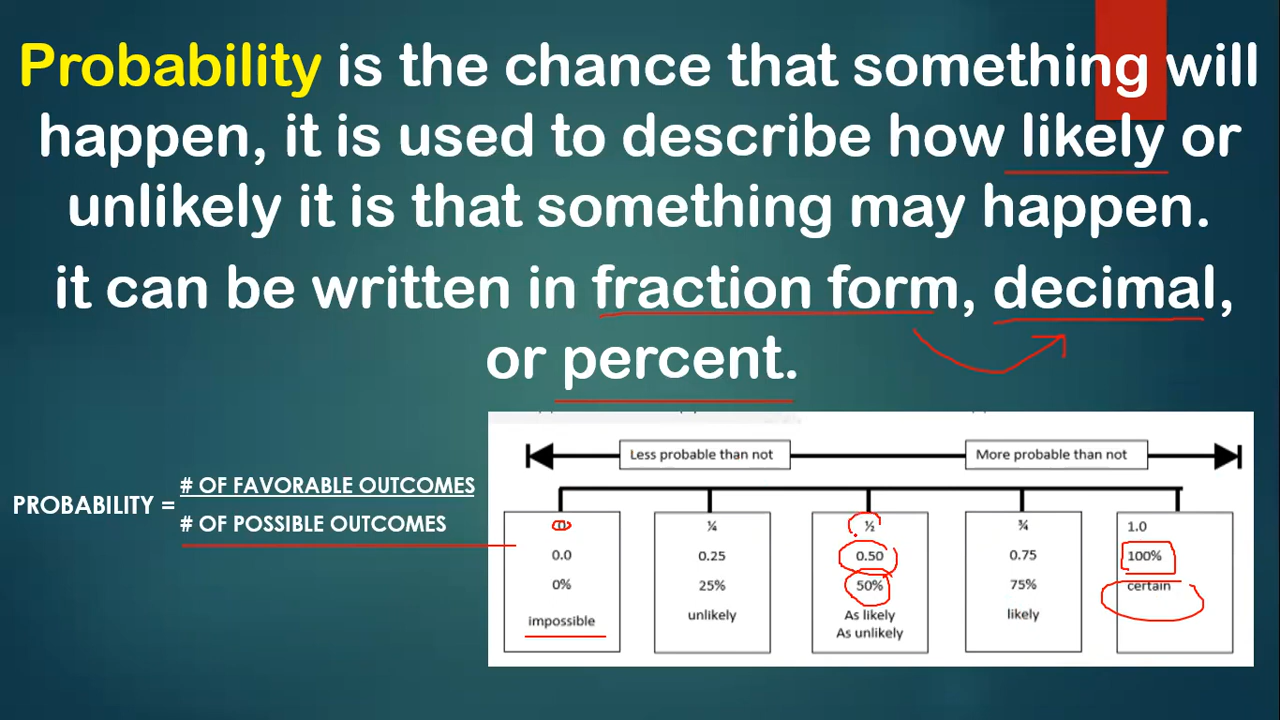 Probability is the chance that something will
happen, it is used to describe how likely or
unlikely it is that something may happen.
it can be written in fraction form, decimal,
or percent.
PROBABILITY =
# OF FAVORABLE OUTCOMES
# OF POSSIBLE OUTCOMES
Less probable than not
More probable than not
0
0.0
0%
impossible
¼
0.25
25%
unlikely
½
0.50
50%
As likely
As unlikely
¾
0.75
75%
likely
1.0
100%
certain